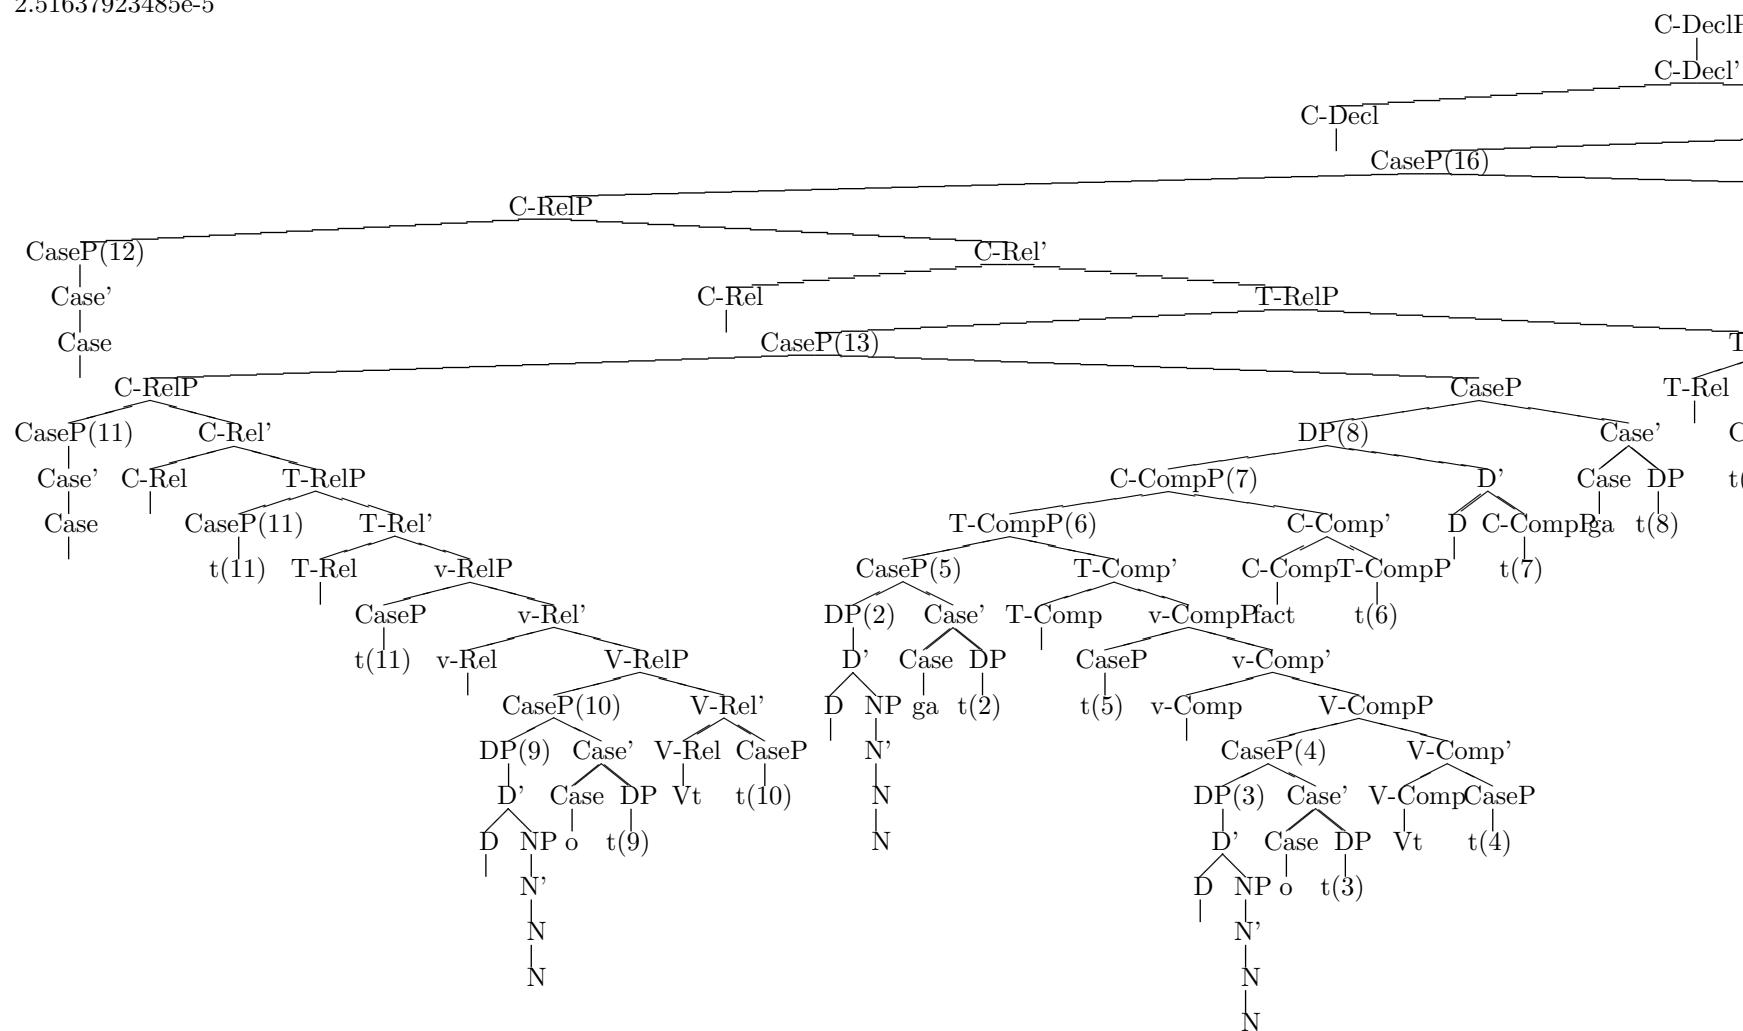 2.51637923485e-5
C-DeclP
C-Decl'
C-Decl
CaseP(16)
C-RelP
CaseP(12) C-Rel'
Case' C-Rel T-RelP
Case CaseP(13) T
C-RelP CaseP T-Rel
CaseP(11) C-Rel' DP(8) Case' C
Case' C-Rel T-RelP C-CompP(7) D' Case DP t(
Case CaseP(11) T-Rel' T-CompP(6) C-Comp' D C-CompP ga t(8)
t(11) T-Rel v-RelP CaseP(5) T-Comp' C-Comp T-CompP t(7)
CaseP v-Rel' DP(2) Case' T-Comp v-CompP fact t(6)
t(11) v-Rel V-RelP D' Case DP CaseP v-Comp'
CaseP(10) V-Rel' D NP ga t(2) t(5) v-Comp V-CompP
DP(9) Case' V-Rel CaseP N' CaseP(4) V-Comp'
D' Case DP Vt t(10) N DP(3) Case' V-Comp CaseP
D NP o t(9) N D' Case DP Vt t(4)
N' D NP o t(3)
N N'
N N
N